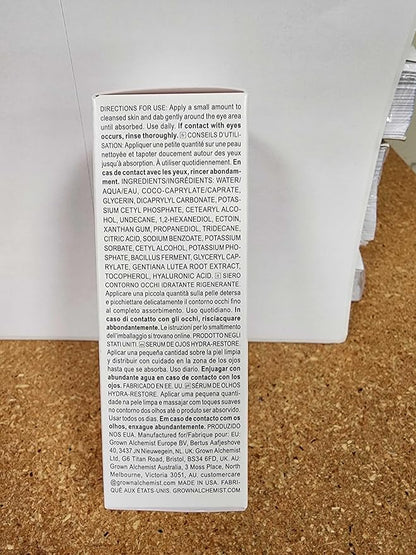 DIRECTIONS FOR USE: Apply a small amount to
cleansed skin and dab gently around the eye area
until absorbed. Use daily. If contact with eyes
occurs, rinse thoroughly. CONSEILS D'UTILI-
SATION: Appliquer une petite quantité sur une peau
nettoyée et tapoter doucement autour des yeux
jusqu'à absorption. À utiliser quotidiennement. En
cas de contact avec les yeux, rincer abondam-
ment. INGREDIENTS/INGRÉDIENTS: WATER/
AQUA/EAU, COCO-CAPRYLATE/CAPRATE,
GLYCERIN, DICAPRYLYL CARBONATE, POTAS-
SIUM CETYL PHOSPHATE, CETEARYL ALCO-
HOL, UNDECANE, 1,2-HEXANEDIOL, ECTOIN,
XANTHAN GUM, PROPANEDIOL, TRIDECANE,
CITRIC ACID, SODIUM BENZOATE, POTASSIUM
SORBATE, CETYL ALCOHOL, POTASSIUM PHOS-
PHATE, BACILLUS FERMENT, GLYCERYL CAP-
RYLATE, GENTIANA LUTEA ROOT EXTRACT,
TOCOPHEROL, HYALURONIC ACID. SIERO
CONTORNO OCCHI IDRATANTE RIGENERANTE.
Applicare una piccola quantità sulla pelle detersa
e picchiettare delicatamente il contorno occhi fino
al completo assorbimento. Uso quotidiano. In
caso di contatto con gli occhi, risciacquare
abbondantemente. Le istruzioni per lo smaltimento
dell'imballaggio si trovano online. PRODOTTO NEGLI
STATI UNITI. SERUM DE OJOS HYDRA-RESTORE.
Aplicar una pequeña cantidad sobre la piel limpia
y distribuir con cuidado en la zona de los ojos
hasta que se absorba. Uso diario. Enjuagar con
abundante agua en caso de contacto con los
ojos. FABRICADO EN EE. UU. SÉRUM DE OLHOS
HYDRA-RESTORE. Aplicar uma pequena quanti-
dade na pele limpa e massajar com toques suaves
no contorno dos olhos até o produto ser absorvido.
Usar todos os dias. Em caso de contacto com os
olhos, enxague abundantemente. PRODUZIDO
NOS EUA. Manufactured for/Fabriqué pour: EU:
Grown Alchemist Europe BV, Bertus Aafjeshove
40, 3437 JN Nieuwegein, NL. UK: Grown Alchemist
Ltd, G6 Titan Road, Bristol, BS34 6FD, UK. AU:
Grown Alchemist Australia, 3 Moss Place, North
Melbourne, Victoria 3051, AU. customercare
@grownalchemist.com MADE IN USA. FABRI-
QUÉ AUX ÉTATS-UNIS. GROWNALCHEMIST.COM